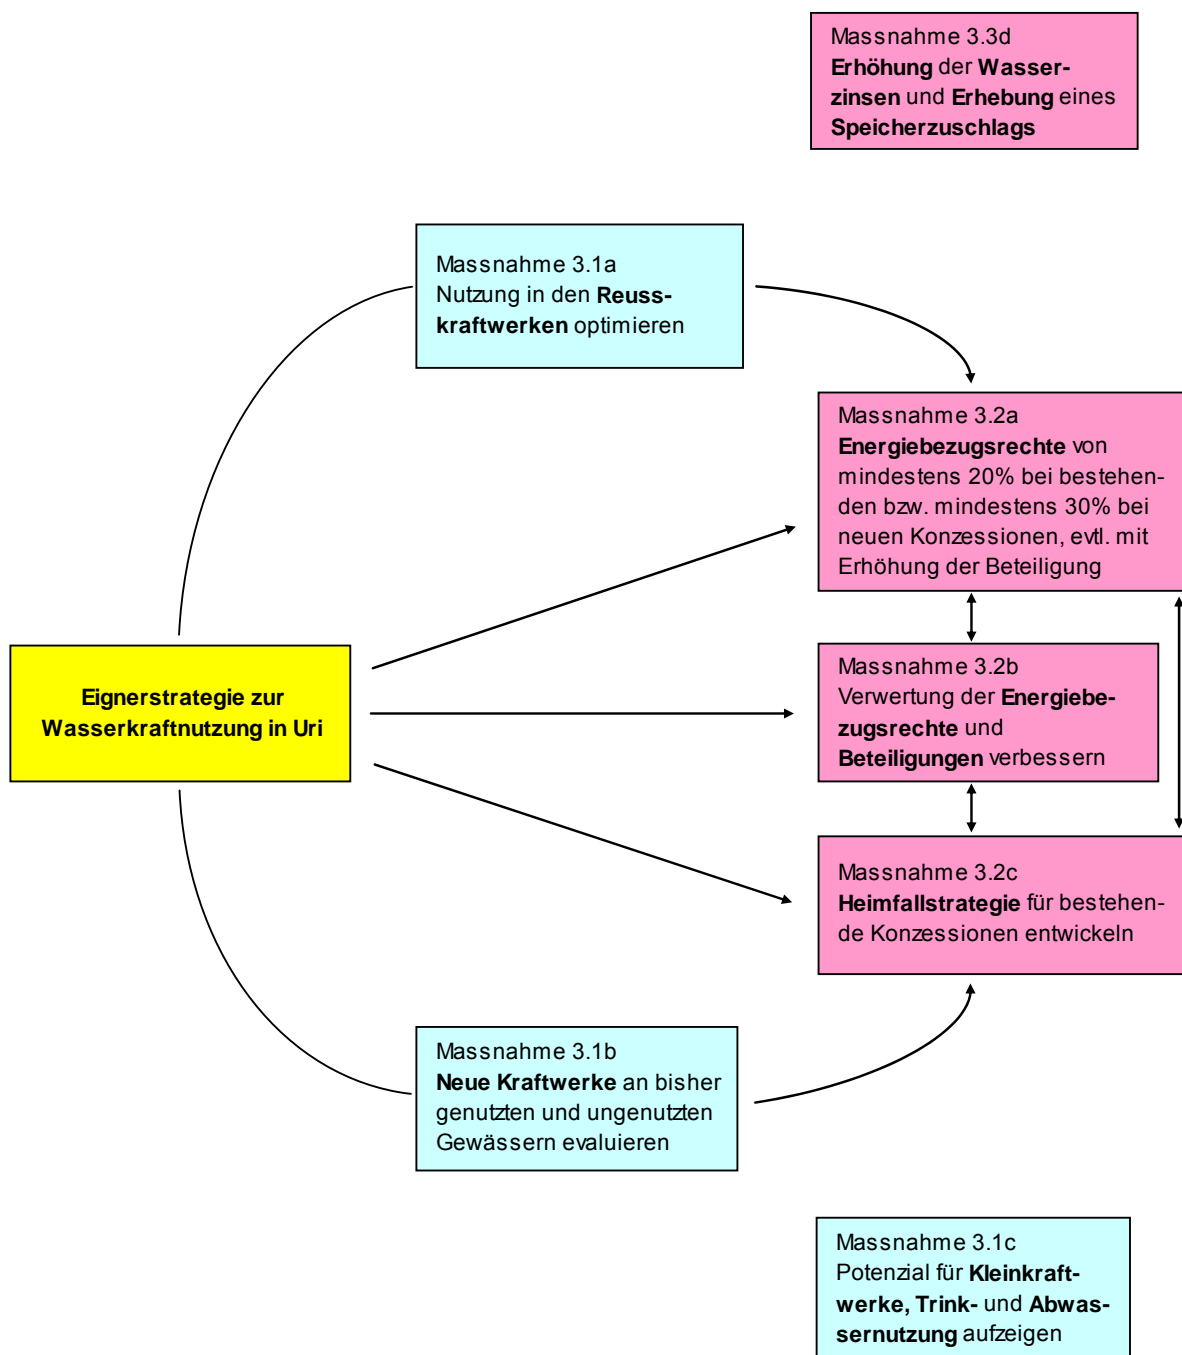 Massnahme 3.3d
Erhöhung der Wasser-
zinsen und Erhebung eines
Speicherzuschlags
Massnahme 3.1a
Nutzung in den Reuss-
kraftwerken optimieren
Massnahme 3.2a
Energiebezugsrechte von
mindestens 20% bei bestehen-
den bzw. mindestens 30% bei
neuen Konzessionen, evtl. mit
Erhöhung der Beteiligung
Eignerstrategie zur
Wasserkraftnutzung in Uri
Massnahme 3.2b
Verwertung der Energiebe-
zugsrechte und
Beteiligungen verbessern
Massnahme 3.2c
Heimfallstrategie für bestehen-
de Konzessionen entwickeln
Massnahme 3.1b
Neue Kraftwerke an bisher
genutzten und ungenutzten
Gewässern evaluieren
Massnahme 3.1c
Potenzial für Kleinkraft-
werke, Trink- und Abwas-
sernutzung aufzeigen